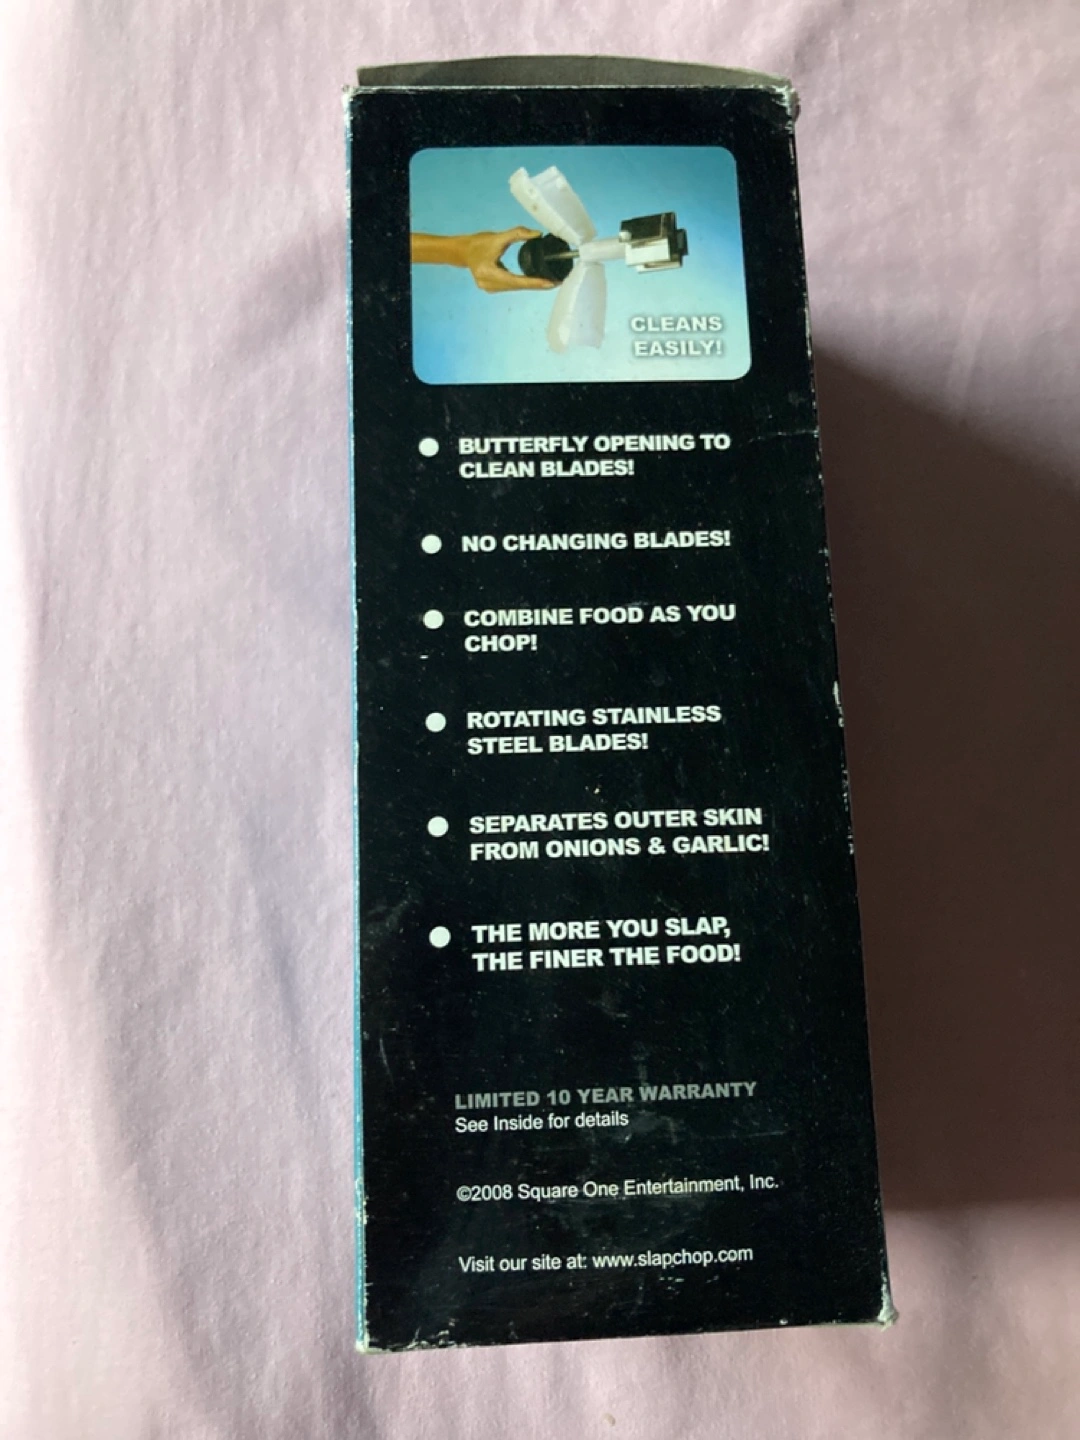 CLEANS
EASILY!
● BUTTERFLY OPENING TO
CLEAN BLADES!
● NO CHANGING BLADES!
● COMBINE FOOD AS YOU
CHOP!
● ROTATING STAINLESS
STEEL BLADES!
● SEPARATES OUTER SKIN
FROM ONIONS & GARLIC!
● THE MORE YOU SLAP,
THE FINER THE FOOD!
LIMITED 10 YEAR WARRANTY
See Inside for details
©2008 Square One Entertainment, Inc.
Visit our site at: www.slapchop.com